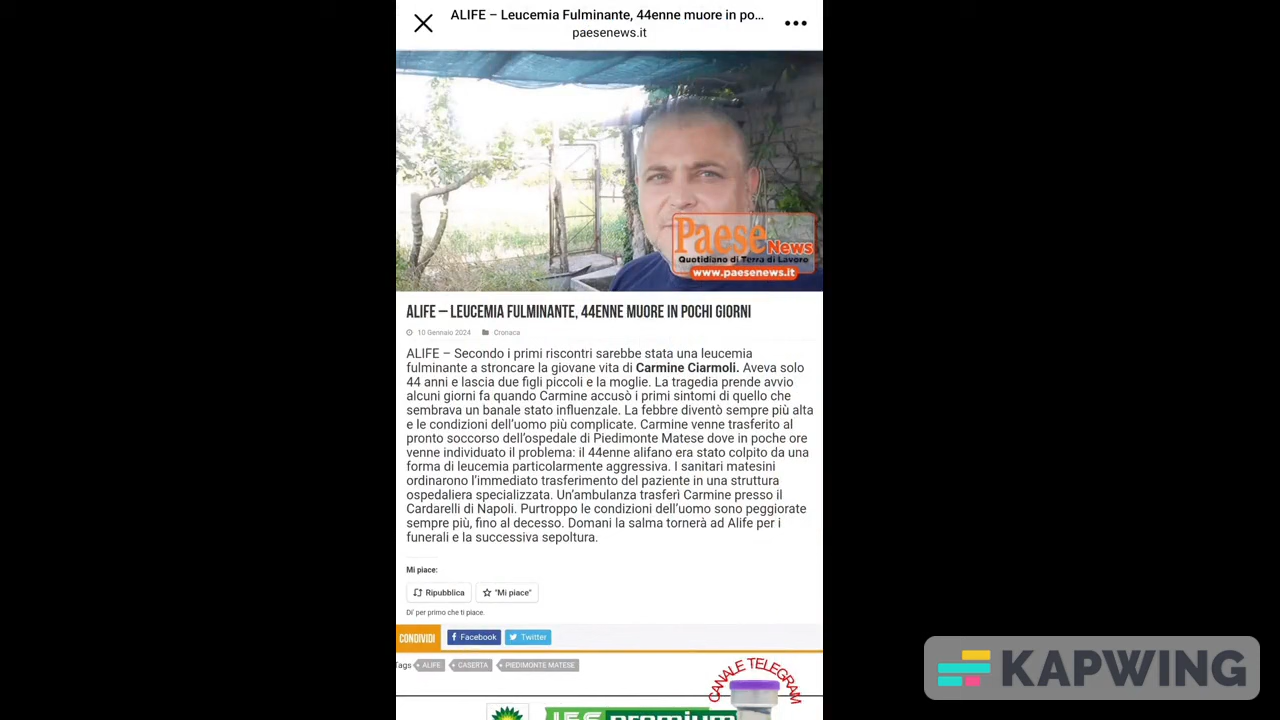 ALIFE – Leucemia Fulminante, 44enne muore in po...
paesenews.it
Paese News
Quotidiano di Terra di Lavoro
www.paesenews.it
ALIFE – LEUCEMIA FULMINANTE, 44ENNE MUORE IN POCHI GIORNI
10 Gennaio 2024 Cronaca
ALIFE – Secondo i primi riscontri sarebbe stata una leucemia
fulminante a stroncare la giovane vita di Carmine Ciarmoli. Aveva solo
44 anni e lascia due figli piccoli e la moglie. La tragedia prende avvio
alcuni giorni fa quando Carmine accusò i primi sintomi di quello che
sembrava un banale stato influenzale. La febbre diventò sempre più alta
e le condizioni dell'uomo più complicate. Carmine venne trasferito al
pronto soccorso dell'ospedale di Piedimonte Matese dove in poche ore
venne individuato il problema: il 44enne alifano era stato colpito da una
forma di leucemia particolarmente aggressiva. I sanitari matesini
ordinarono l'immediato trasferimento del paziente in una struttura
ospedaliera specializzata. Un'ambulanza trasferì Carmine presso il
Cardarelli di Napoli. Purtroppo le condizioni dell'uomo sono peggiorate
sempre più, fino al decesso. Domani la salma tornerà ad Alife per i
funerali e la successiva sepoltura.
Mi piace:
Ripubblica "Mi piace"
Di' per primo che ti piace.
CONDIVIDI Facebook Twitter
Tags ALIFE CASERTA PIEDIMONTE MATESE
CANALE TELEGRAM
KAPWING